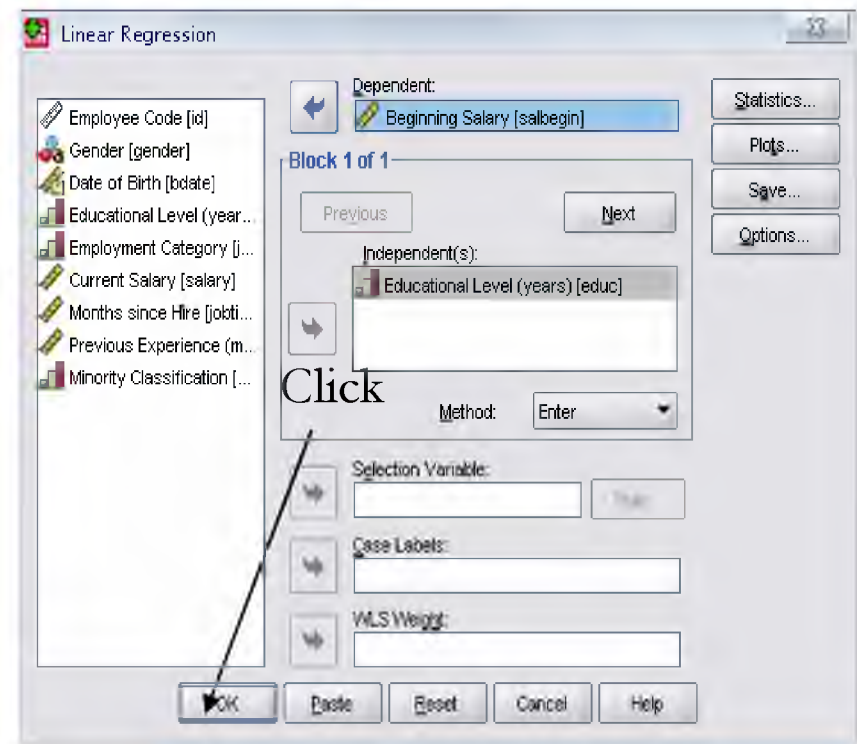 Linear Regression
Employee Code [id]
Gender [gender]
Date of Birth [bdate]
Educational Level (year...
Employment Category [j...
Current Salary [salary]
Months since Hire [jobti...
Previous Experience (m...
Minority Classification [...
Dependent:
Beginning Salary [salbegin]
Block 1 of 1
Previous
Next
Independent(s):
Educational Level (years) [educ]
Click
Method:
Enter
Selection Variable:
Case Labels:
WLS Weight:
Statistics...
Plots...
Save...
Options...
OK
Paste
Reset
Cancel
Help